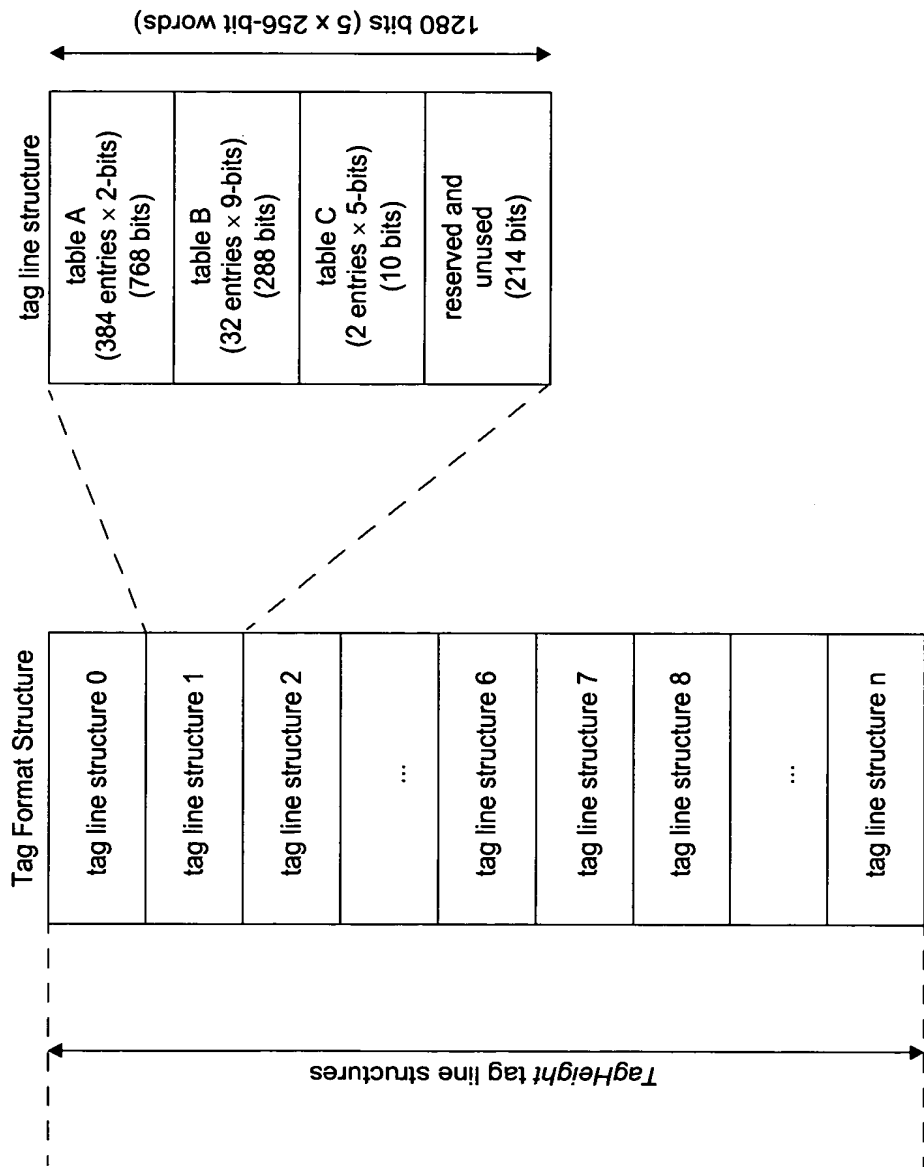 Tag Format Structure
tag line structure 0
tag line structure 1
tag line structure 2
...
tag line structure 6
tag line structure 7
tag line structure 8
...
tag line structure n
TagHeight tag line structures
tag line structure
table A
(384 entries × 2-bits)
(768 bits)
table B
(32 entries × 9-bits)
(288 bits)
table C
(2 entries × 5-bits)
(10 bits)
reserved and
unused
(214 bits)
1280 bits (5 x 256-bit words)